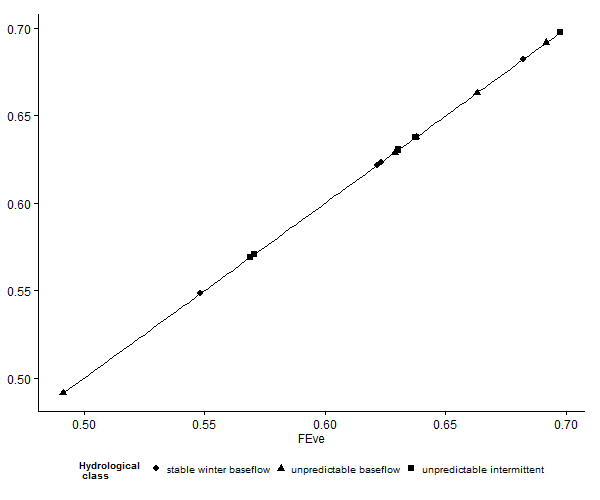 0.70
0.65
0.60
0.55
0.50
0.50 0.55 0.60 0.65 0.70
FEve
Hydrological
class
stable winter baseflow unpredictable baseflow unpredictable intermittent